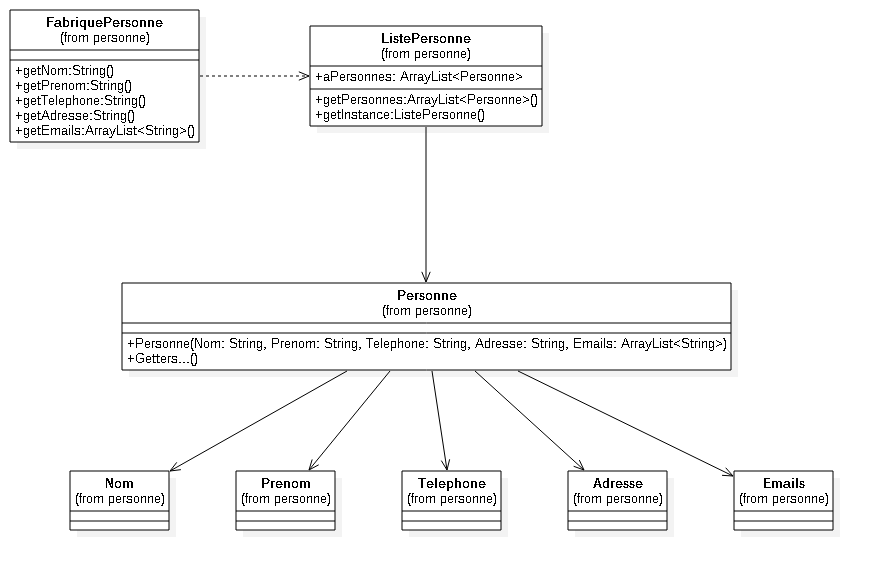 FabriquePersonne
(from personne)
+getNom:String()
+getPrenom:String()
+getTelephone:String()
+getAdresse:String()
+getEmails:ArrayList<String>()
ListePersonne
(from personne)
+aPersonnes: ArrayList<Personne>
+getPersonnes:ArrayList<Personne>()
+getInstance:ListePersonne()
Personne
(from personne)
+Personne(Nom: String, Prenom: String, Telephone: String, Adresse: String, Emails: ArrayList<String>)
+Getters...()
Nom
(from personne)
Prenom
(from personne)
Telephone
(from personne)
Adresse
(from personne)
Emails
(from personne)